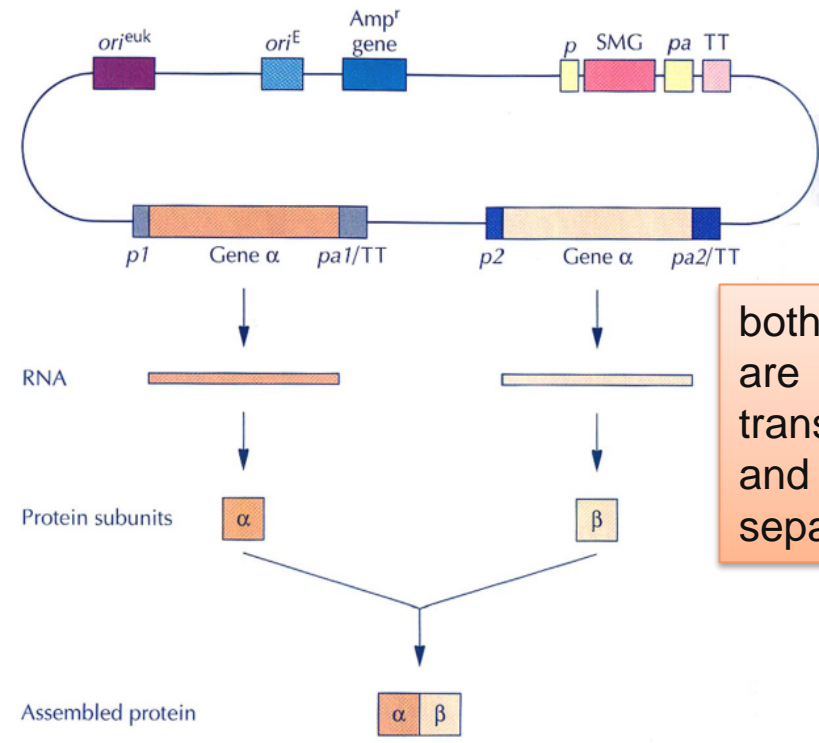 ori^euk ori^E Amp^r gene p SMG pa TT
p1 Gene α pa1/TT p2 Gene α pa2/TT
both
are
RNA
and
Protein subunits α β
Assembled protein α β